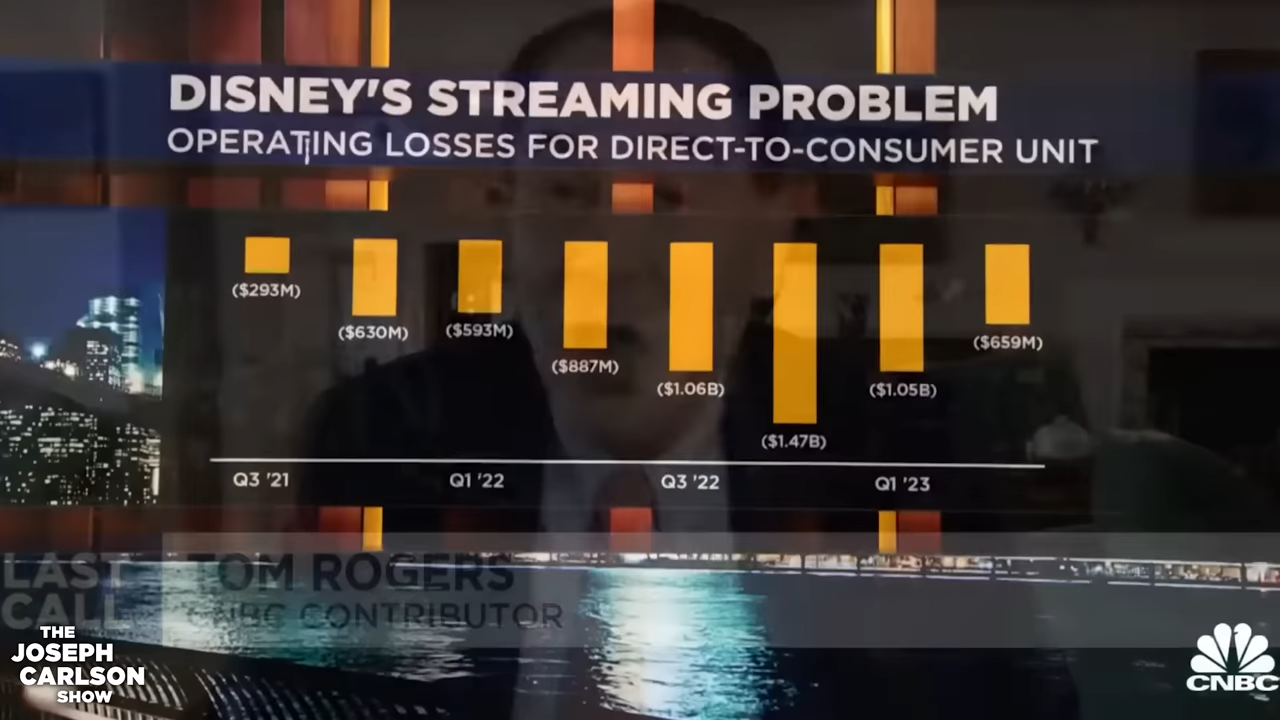 DISNEY'S STREAMING PROBLEM
OPERATING LOSSES FOR DIRECT-TO-CONSUMER UNIT
($293M)
($630M)
($593M)
($887M)
($1.06B)
($1.47B)
($1.05B)
($659M)
Q3 '21
Q1 '22
Q3 '22
Q1 '23
LAST
CALL
TOM ROGERS
CNBC CONTRIBUTOR
THE
JOSEPH
CARLSON
SHOW
CNBC